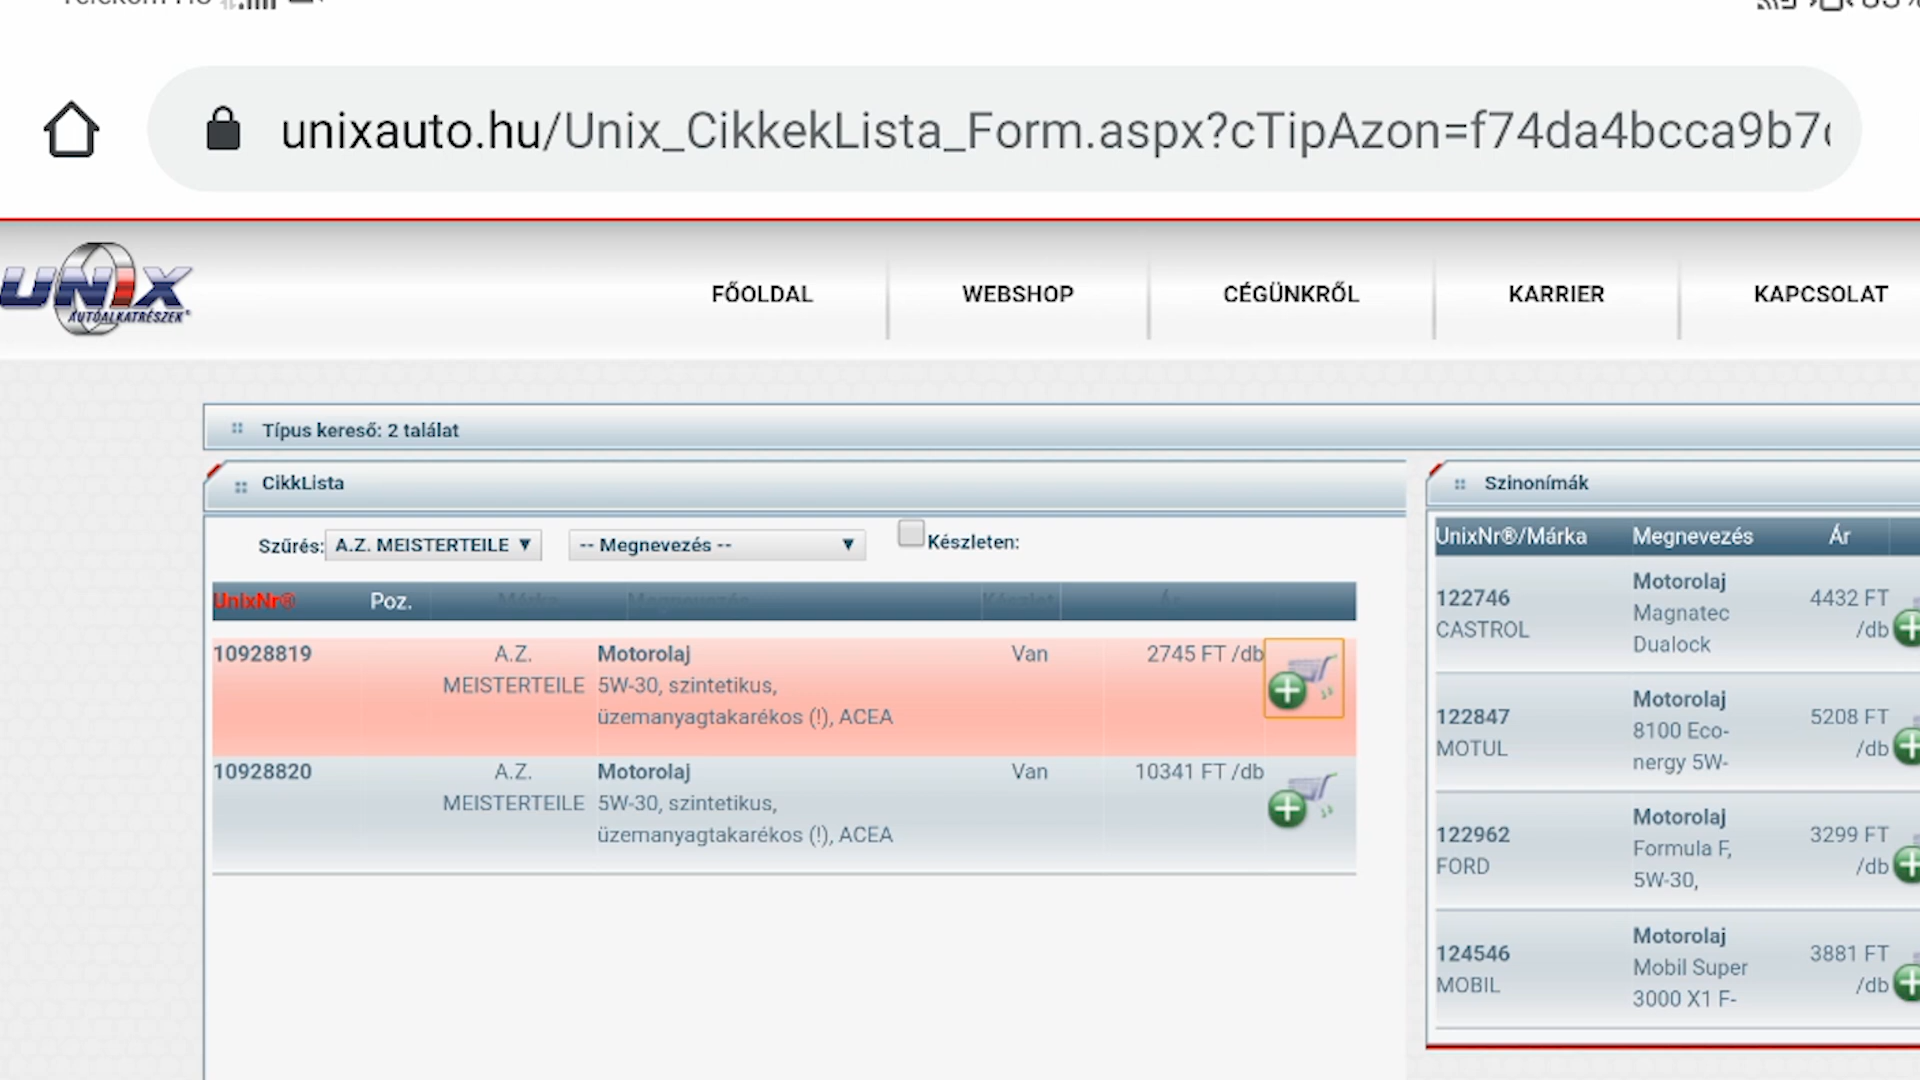 unixauto.hu/Unix_CikkekLista_Form.aspx?cTipAzon=f74da4bcca9b7
UNIX
AUTÓALKATRÉSZEK
FŐOLDAL WEBSHOP CÉGÜNKRŐL KARRIER KAPCSOLAT
Típus kereső: 2 találat
CikkLista
Szűrés: A.Z. MEISTERTEILE -- Megnevezés -- Készleten:
UnixNr® Poz. Márka Megnevezés Készlet Ár
10928819 A.Z. Motorolaj Van 2745 FT /db
MEISTERTEILE 5W-30, szintetikus,
üzemanyagtakarékos (!), ACEA
10928820 A.Z. Motorolaj Van 10341 FT /db
MEISTERTEILE 5W-30, szintetikus,
üzemanyagtakarékos (!), ACEA
Szinonímák
UnixNr®/Márka Megnevezés Ár
Motorolaj
122746 Magnatec 4432 FT
CASTROL Dualock /db
Motorolaj
122847 8100 Eco- 5208 FT
MOTUL nergy 5W- /db
Motorolaj
122962 Formula F, 3299 FT
FORD 5W-30, /db
Motorolaj
124546 Mobil Super 3881 FT
MOBIL 3000 X1 F- /db